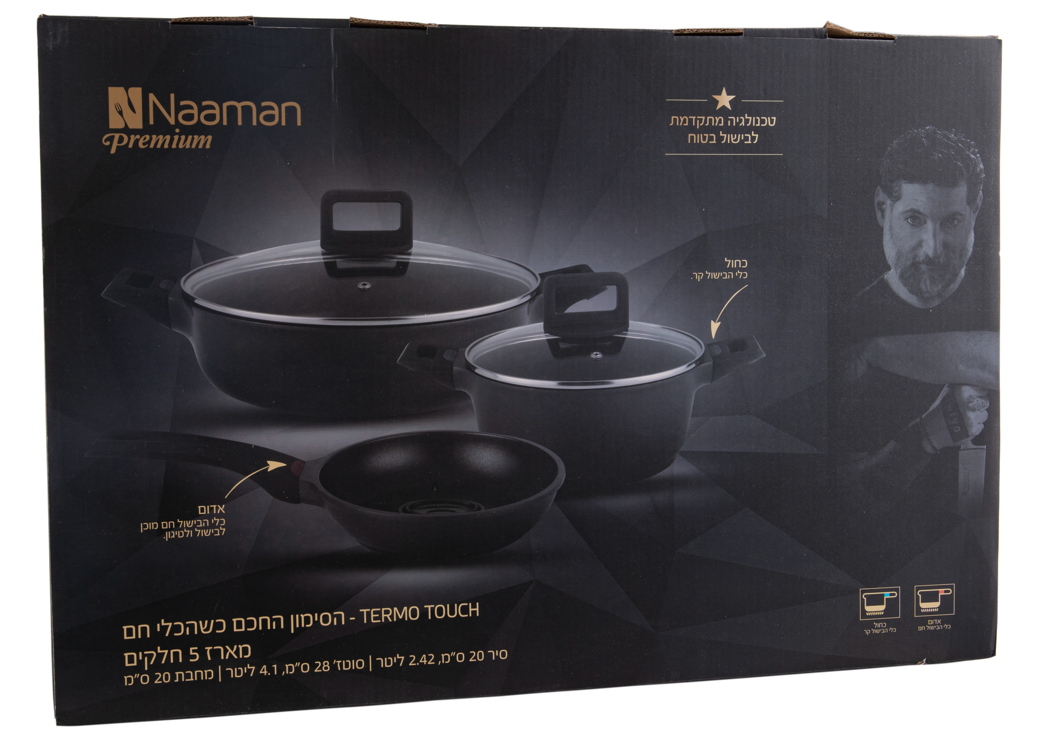 Naaman
Premium
טכנולגיה מתקדמת
לבישול בטוח
כחול
כלי הבישול קר.
אדום
כלי הבישול חם מוכן
לבישול ולטיגון.
TERMO TOUCH - הסימון החכם כשהכלי חם
מארז 5 חלקים
סיר 20 ס"מ, 2.42 ליטר | סוטז' 28 ס"מ, 4.1 ליטר | מחבת 20 ס"מ
אדום
כלי הבישול חם
כחול
כלי הבישול קר